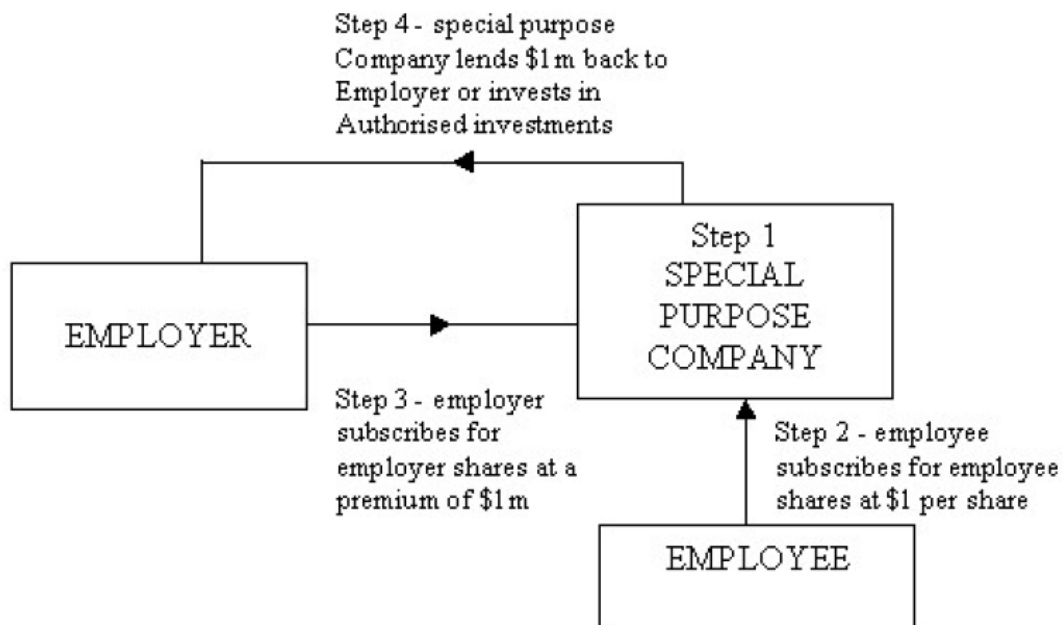 Step 4 - special purpose
Company lends $1m back to
Employer or invests in
Authorised investments
Step 1
SPECIAL
PURPOSE
COMPANY
EMPLOYER
Step 3 - employer
subscribes for
employer shares at a
premium of $1m
Step 2 - employee
subscribes for employee
shares at $1 per share
EMPLOYEE